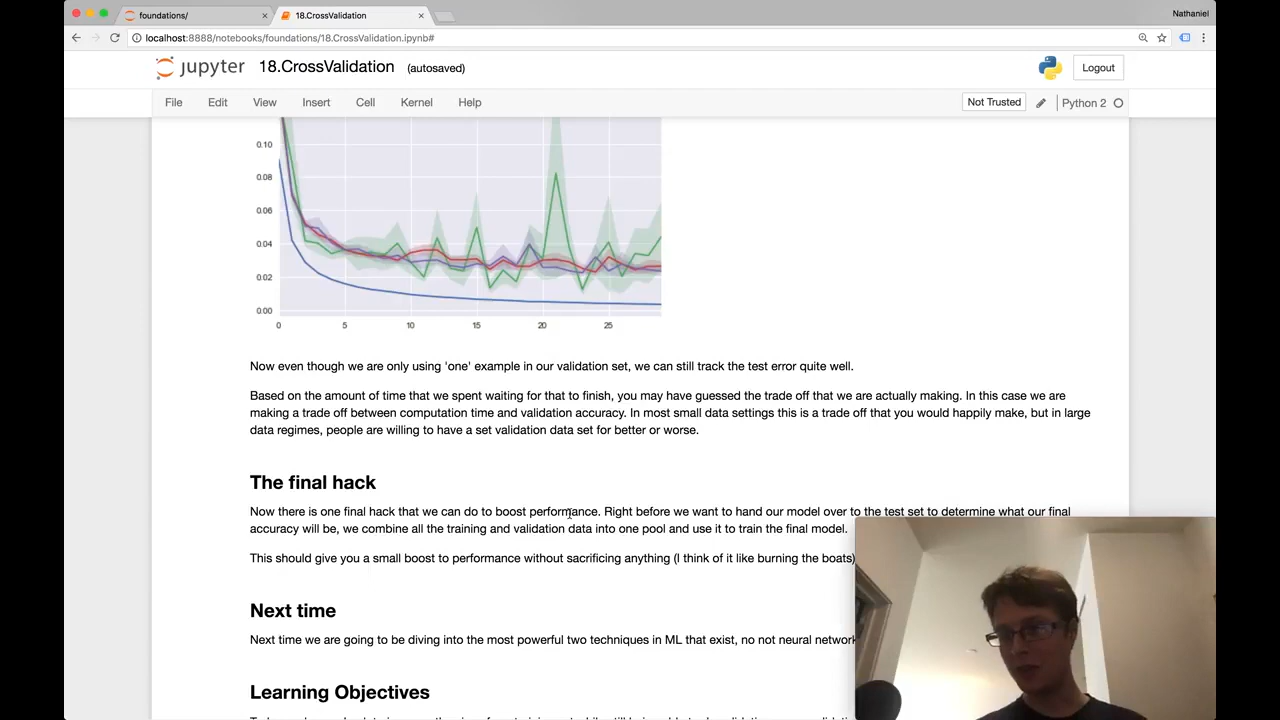 Nathaniel
foundations/
18.CrossValidation
localhost:8888/notebooks/foundations/18.CrossValidation.ipynb#
jupyter 18.CrossValidation (autosaved)
Logout
File Edit View Insert Cell Kernel Help
Not Trusted
Python 2
0.10
0.08
0.06
0.04
0.02
0.00
0 5 10 15 20 25
Now even though we are only using 'one' example in our validation set, we can still track the test error quite well.
Based on the amount of time that we spent waiting for that to finish, you may have guessed the trade off that we are actually making. In this case we are
making a trade off between computation time and validation accuracy. In most small data settings this is a trade off that you would happily make, but in large
data regimes, people are willing to have a set validation data set for better or worse.
The final hack
Now there is one final hack that we can do to boost performance. Right before we want to hand our model over to the test set to determine what our final
accuracy will be, we combine all the training and validation data into one pool and use it to train the final model.
This should give you a small boost to performance without sacrificing anything (I think of it like burning the boats)
Next time
Next time we are going to be diving into the most powerful two techniques in ML that exist, no not neural network
Learning Objectives